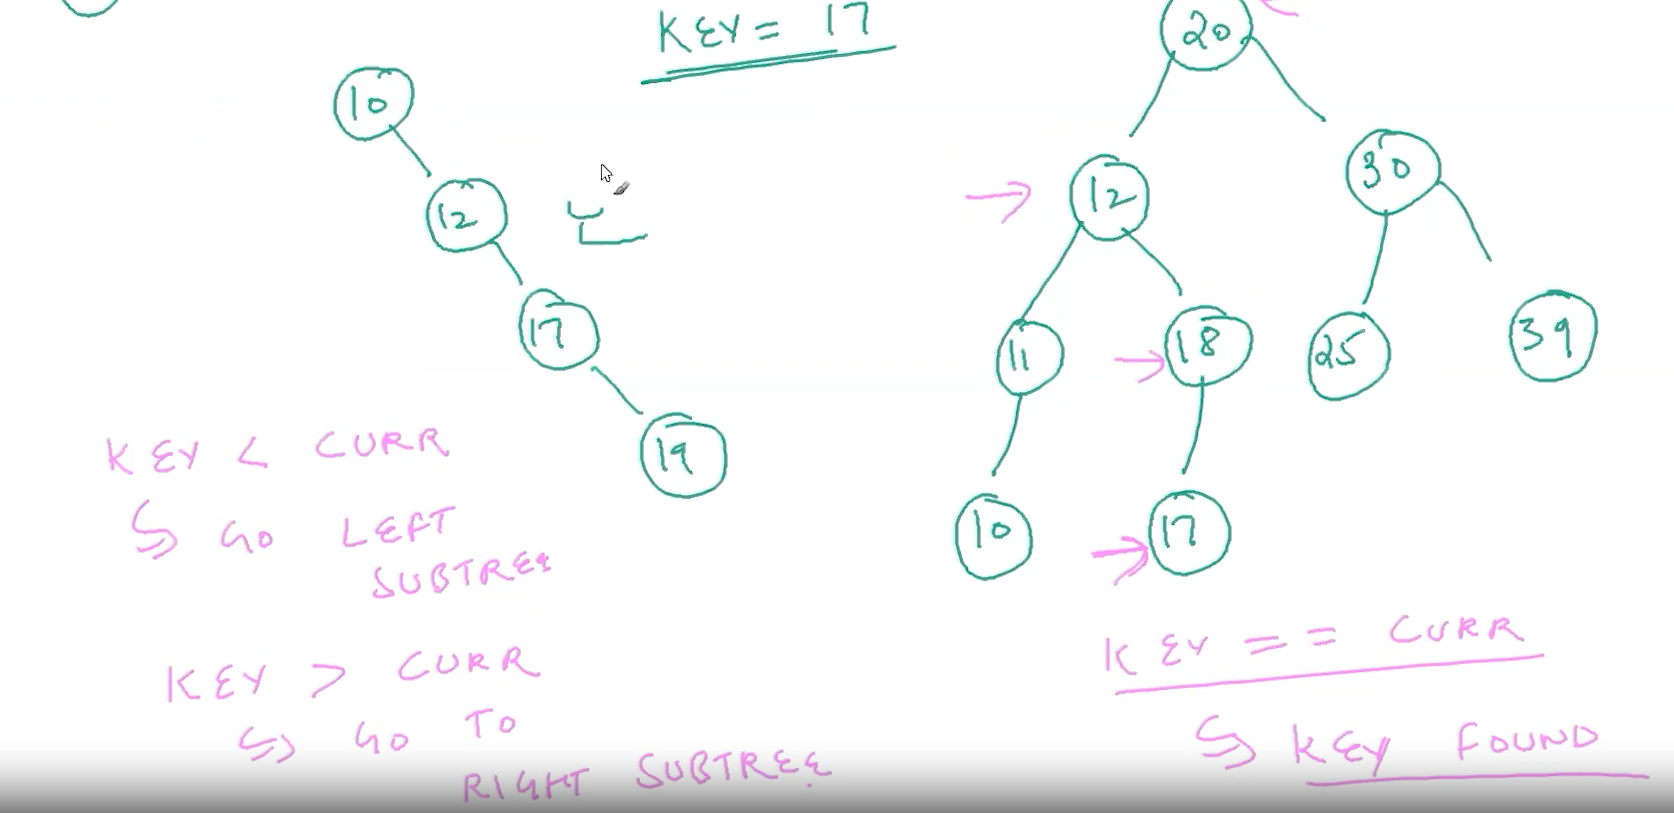 KEY = 17
20
10
30
12
12
17
11
18
25
39
19
10
17
KEY < CURR
GO LEFT
SUBTREE
KEY > CURR
GO TO
RIGHT SUBTREE
KEY == CURR
KEY FOUND